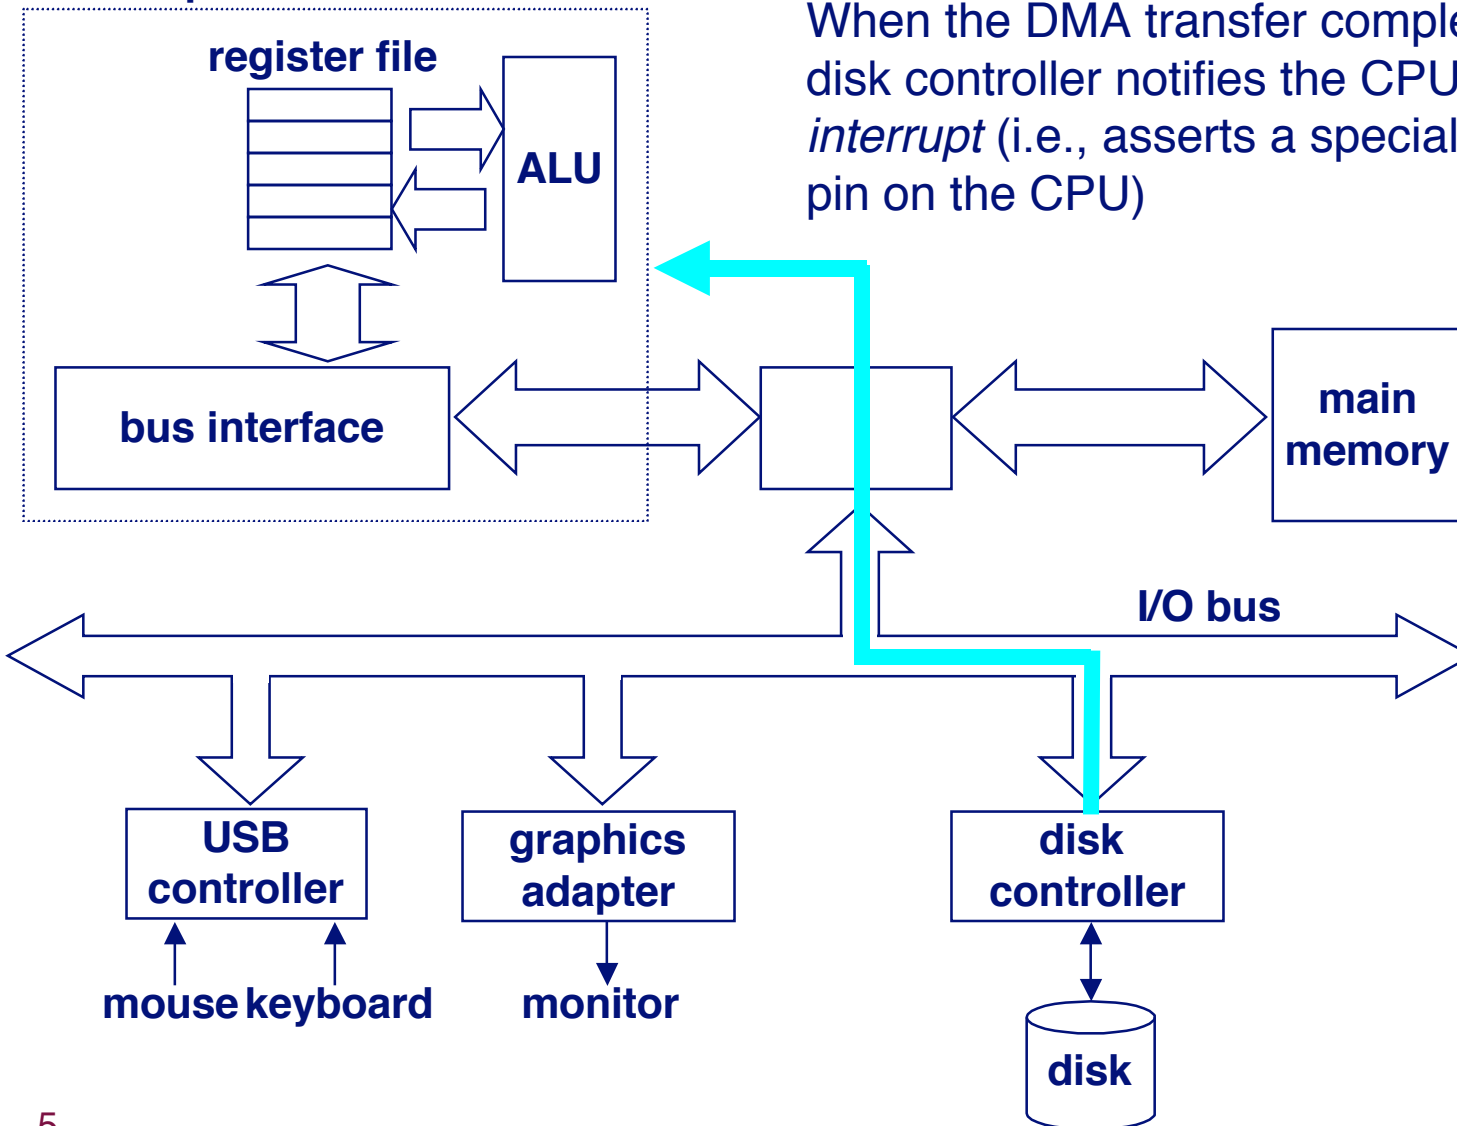 register file
When the DMA transfer comple
disk controller notifies the CPU
interrupt (i.e., asserts a special
pin on the CPU)
ALU
bus interface
main
memory
I/O bus
USB
controller
graphics
adapter
disk
controller
mouse keyboard
monitor
disk
5